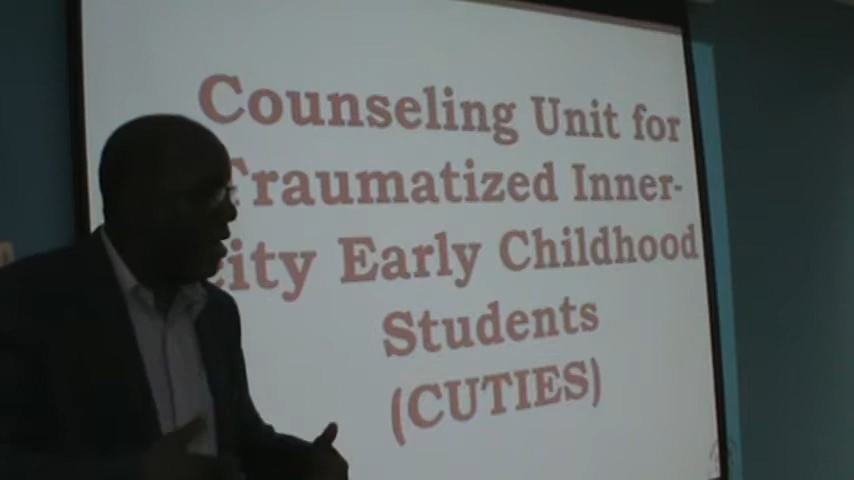 Counseling Unit for
Traumatized Inner-
city Early Childhood
Students
(CUTIES)